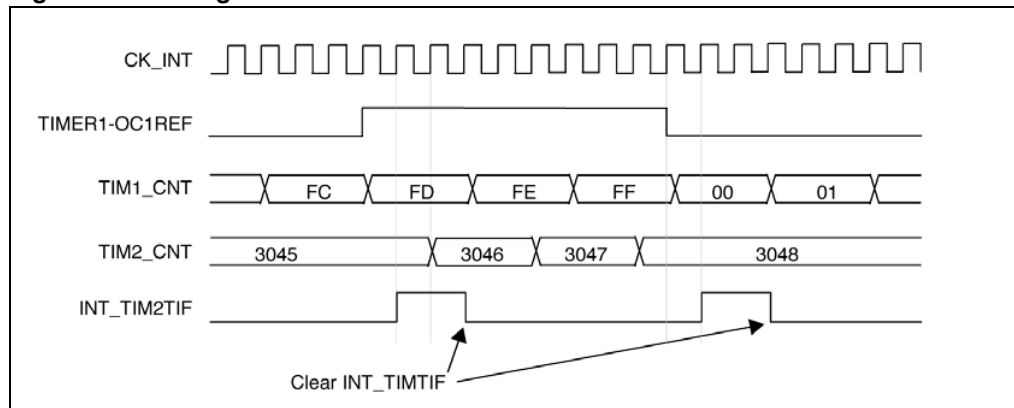 CK_INT
TIMER1-OC1REF
TIM1_CNT FC FD FE FF 00 01
TIM2_CNT 3045 3046 3047 3048
INT_TIM2TIF
Clear INT_TIMTIF